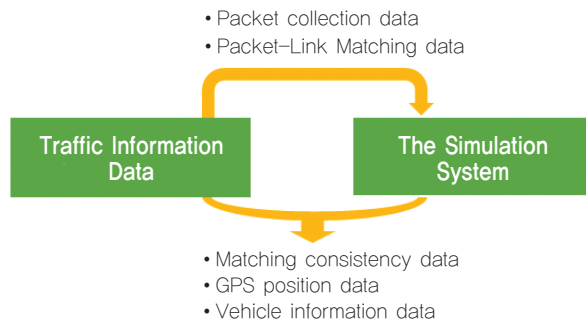 • Packet collection data
• Packet-Link Matching data
Traffic Information
Data
The Simulation
System
• Matching consistency data
• GPS position data
• Vehicle information data